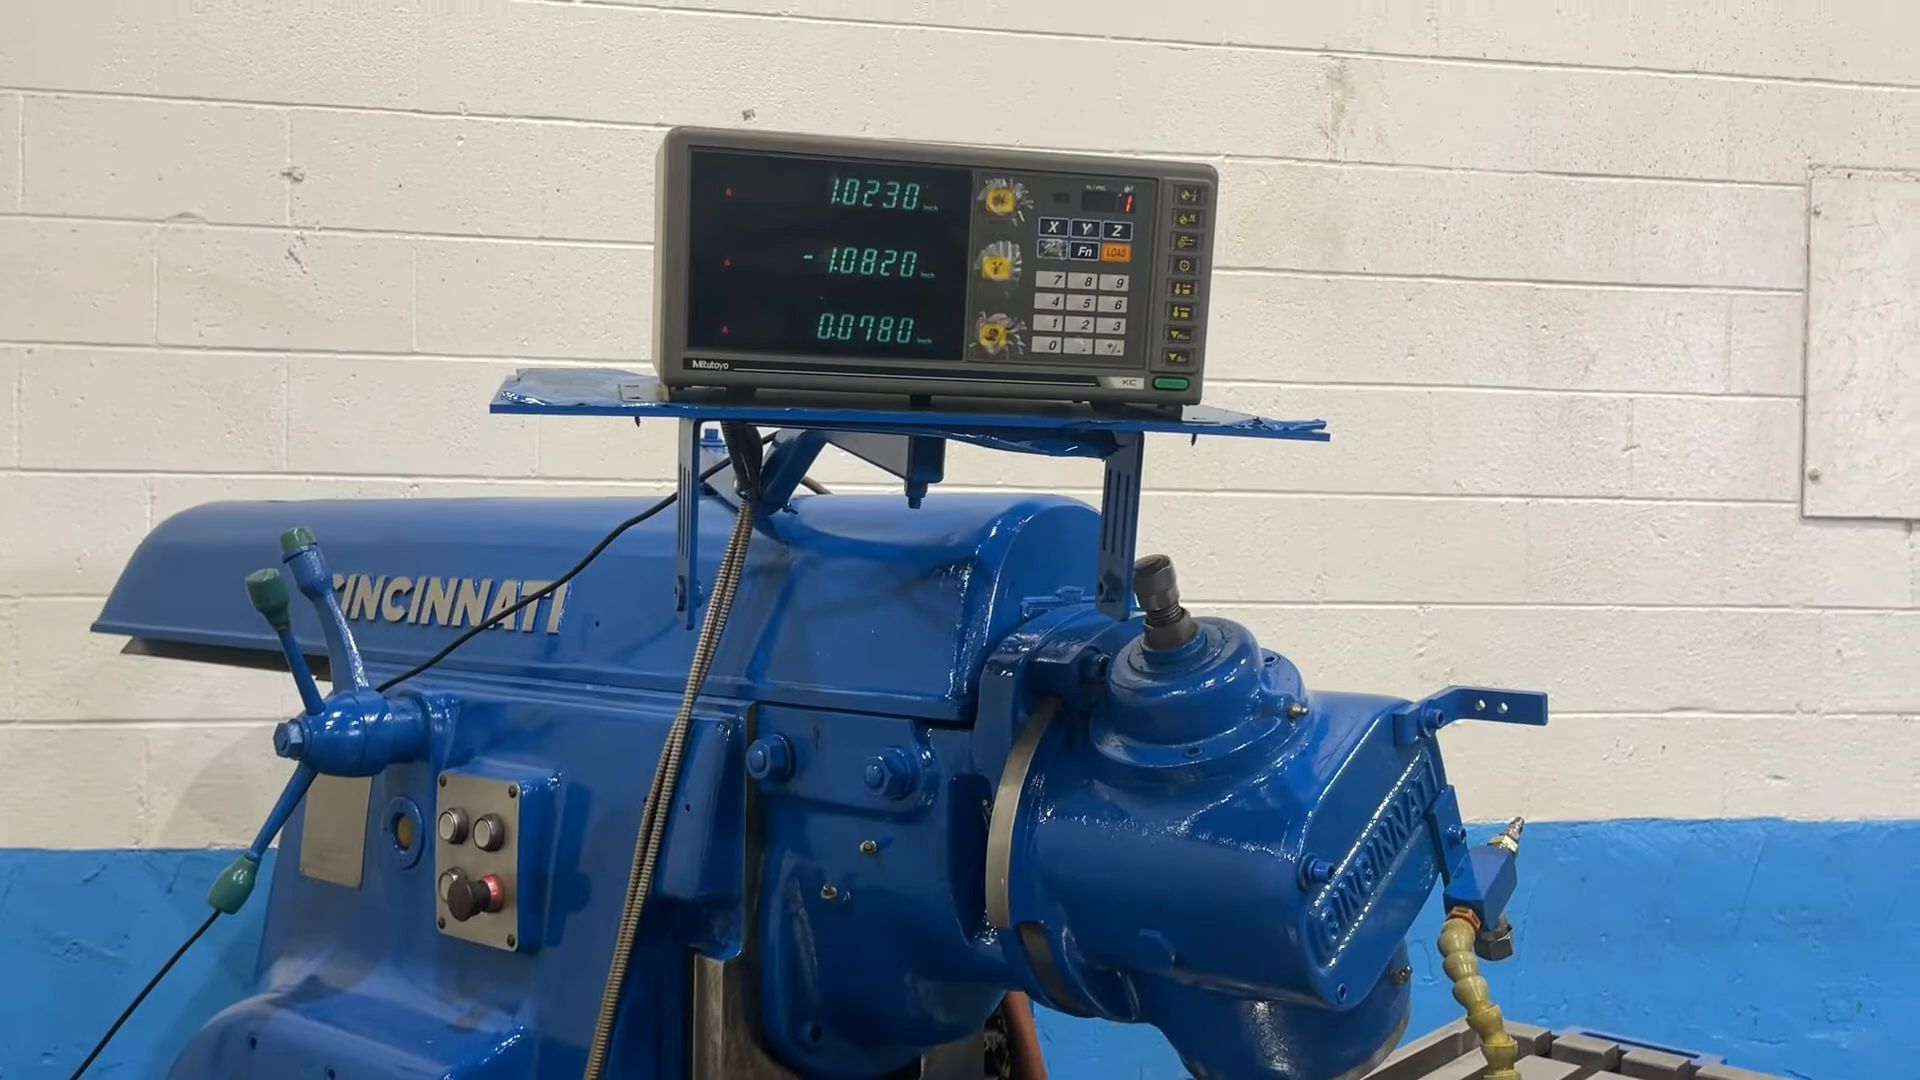 1.0230 Inch
-1.0820 Inch
0.0780 Inch
1
X Y Z
Fn LOAD
7 8 9
4 5 6
1 2 3
0 . +/-
Mitutoyo
KC
CINCINNATI
CINCINNATI